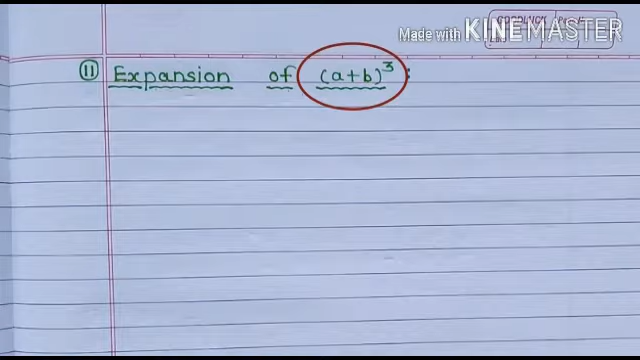 Made with KINEMASTER
⑪ Expansion of (a+b)³ :